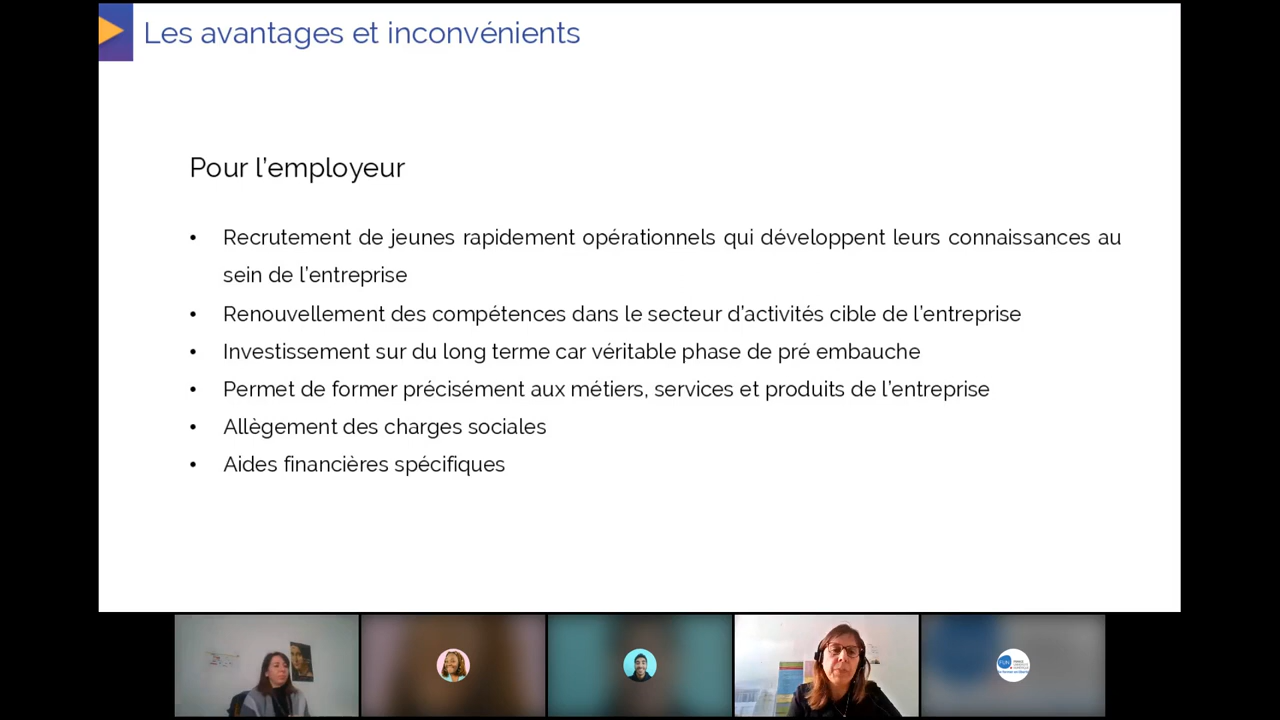 Les avantages et inconvénients
Pour l’employeur
• Recrutement de jeunes rapidement opérationnels qui développent leurs connaissances au
sein de l’entreprise
• Renouvellement des compétences dans le secteur d’activités cible de l’entreprise
• Investissement sur du long terme car véritable phase de pré embauche
• Permet de former précisément aux métiers, services et produits de l’entreprise
• Allègement des charges sociales
• Aides financières spécifiques
FUN